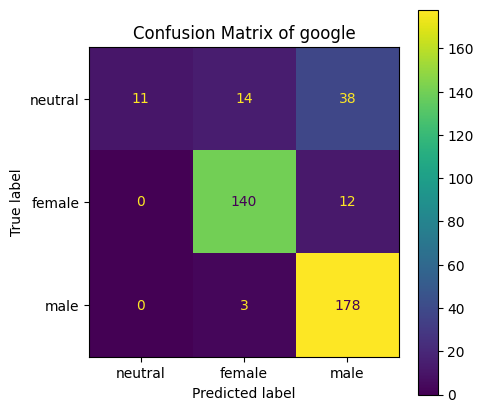 Confusion Matrix of google
neutral 11 14 38
female 0 140 12
male 0 3 178
neutral female male
Predicted label
True label
160
140
120
100
80
60
40
20
0